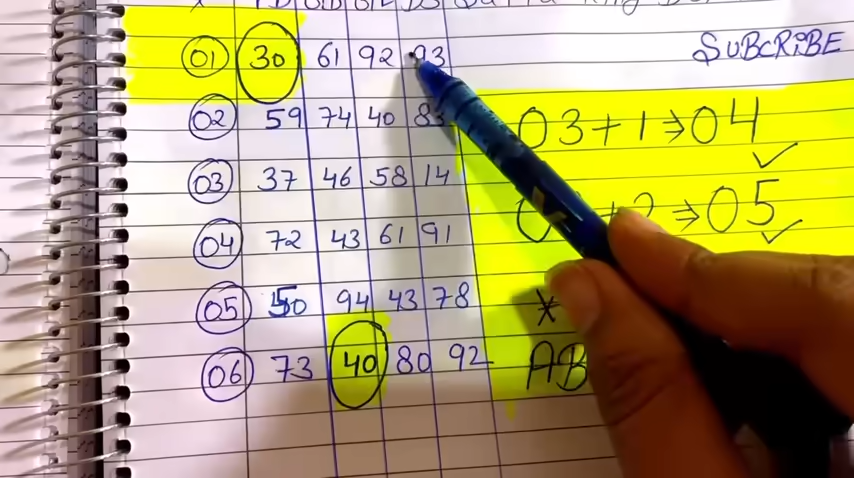 SUBCRIBE
01 30 61 92 93
02 59 74 40 83
03 37 46 58 14
04 72 43 61 91
05 50 94 43 78
06 73 40 80 92
03+1⇒04
⇒05
*
AB